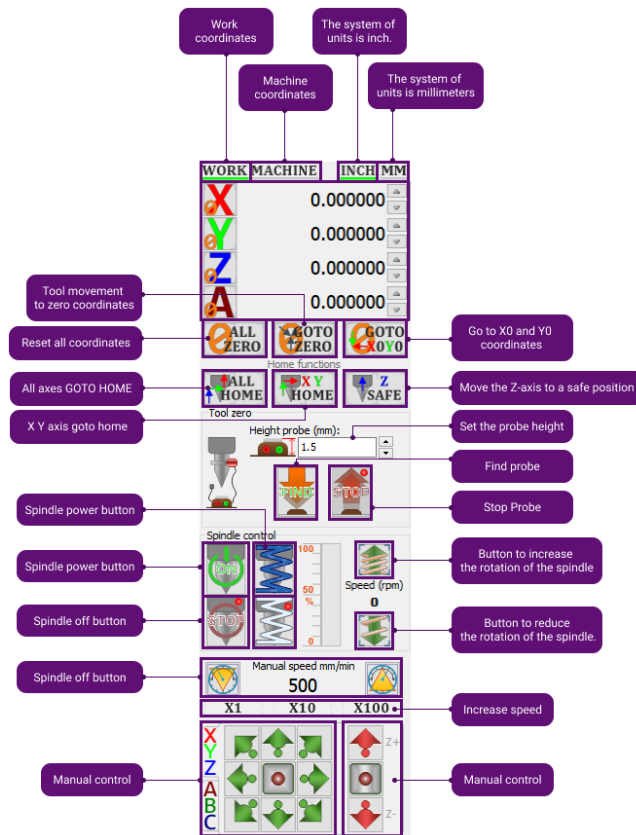 Work
coordinates
The system of
units is inch.
Machine
coordinates
The system of
units is millimeters
WORK MACHINE INCH MM
X 0.000000
Y 0.000000
Z 0.000000
A 0.000000
Tool movement
to zero coordinates
Reset all coordinates
ALL
ZERO
GOTO
ZERO
GOTO
X0Y0
Go to X0 and Y0
coordinates
Home functions
All axes GOTO HOME
ALL
HOME
X Y
HOME
Z
SAFE
Move the Z-axis to a safe position
X Y axis goto home
Tool zero
Height probe (mm):
1.5
Set the probe height
Find probe
FIND
STOP
Stop Probe
Spindle power button
Spindle control
Spindle power button
ON
100
50
%
0
Button to increase
the rotation of the spindle
Speed (rpm)
0
Spindle off button
STOP
Button to reduce
the rotation of the spindle.
Spindle off button
Manual speed mm/min
500
X1 X10 X100
Increase speed
X
Y
Z
A
B
C
Z+
Z-
Manual control
Manual control